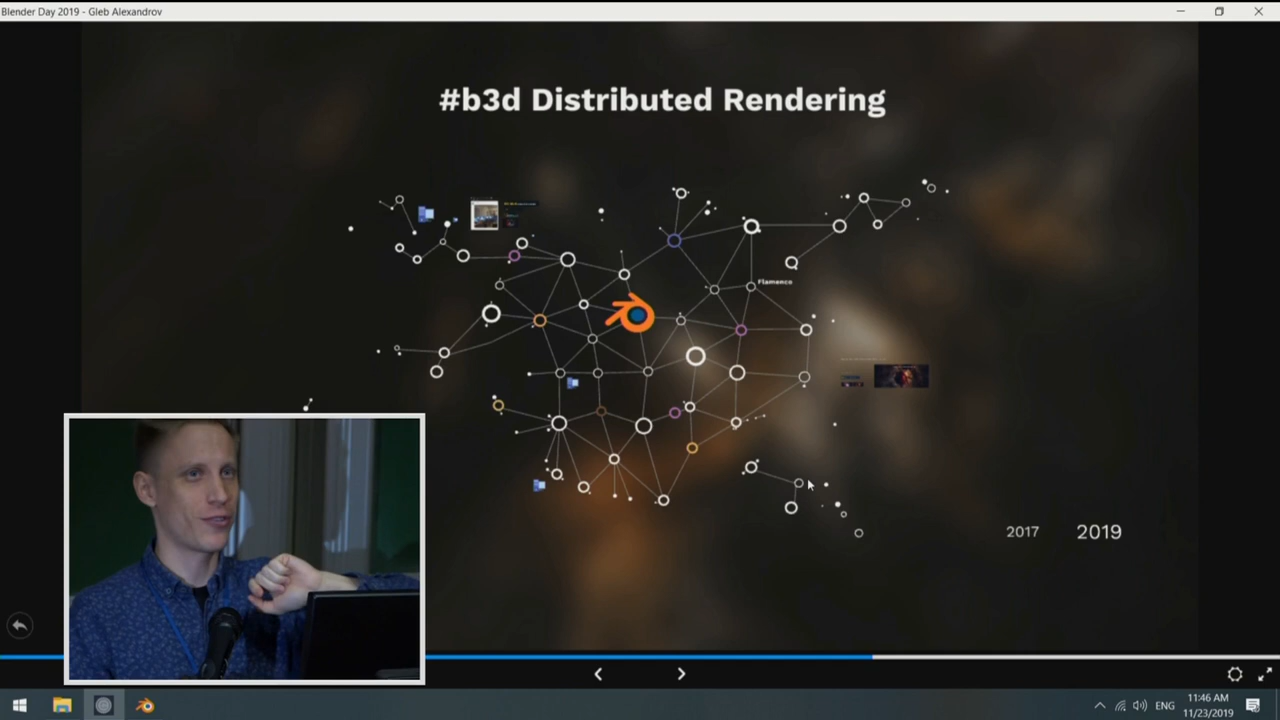 Blender Day 2019 - Gleb Alexandrov
#b3d Distributed Rendering
Flamenco
2017 2019
ENG
11:46 AM
11/23/2019